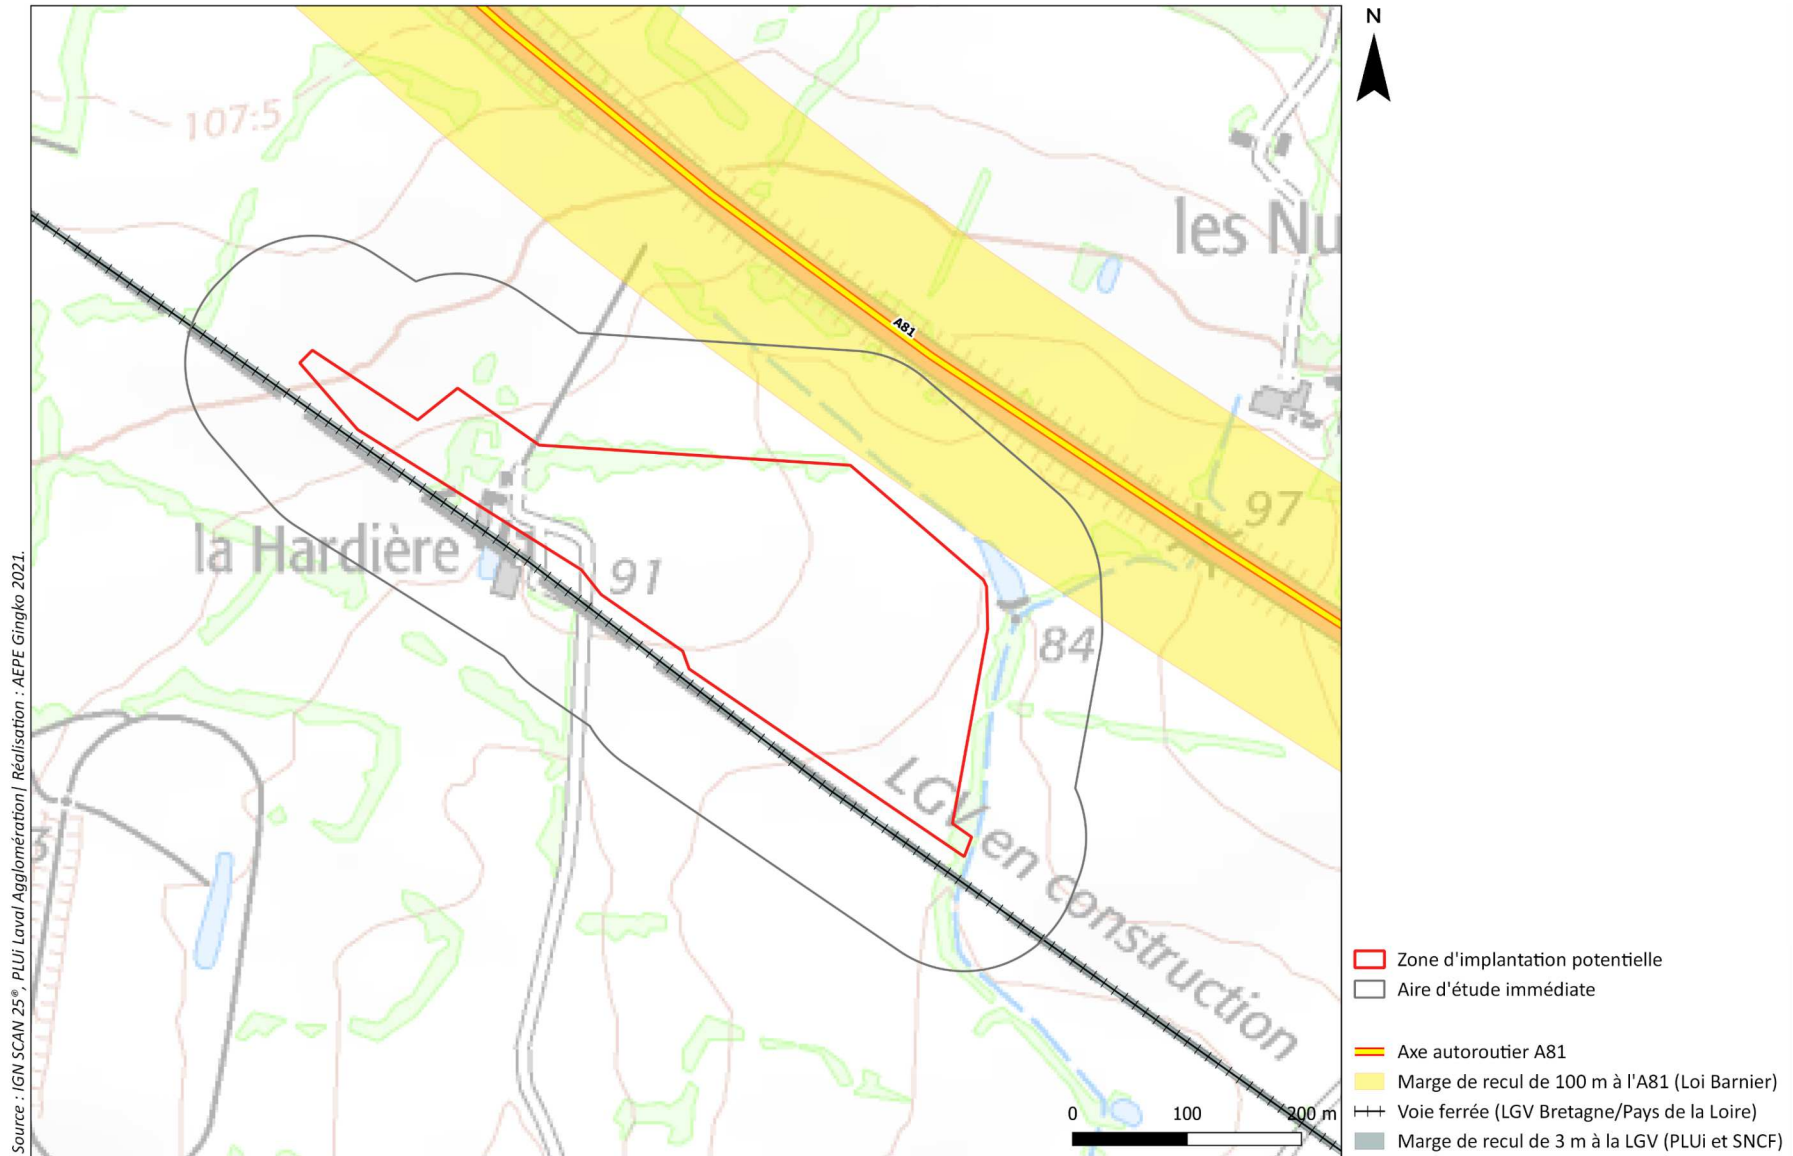 N
107:5
les Nu
A81
97
la Hardière
91
84
LGV en construction
3
0 100 200 m
Source : IGN SCAN 25®, PLUi Laval Agglomération| Réalisation : AEPE Gingko 2021.
Zone d'implantation potentielle
Aire d'étude immédiate
Axe autoroutier A81
Marge de recul de 100 m à l'A81 (Loi Barnier)
Voie ferrée (LGV Bretagne/Pays de la Loire)
Marge de recul de 3 m à la LGV (PLUi et SNCF)